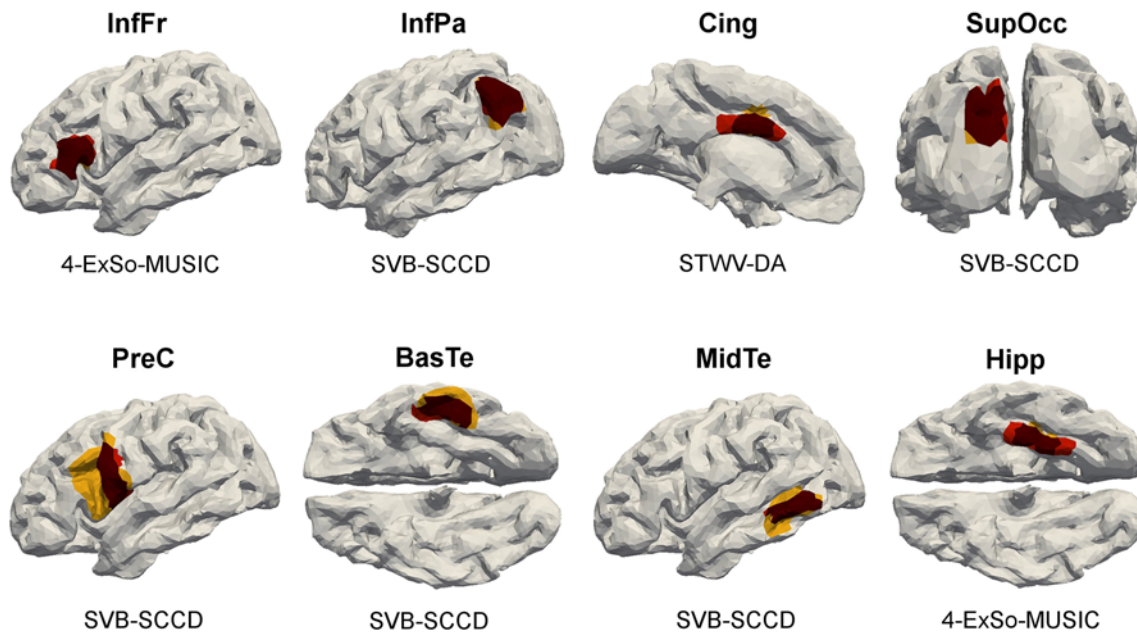 InfFr InfPa Cing SupOcc
4-ExSo-MUSIC SVB-SCCD STWV-DA SVB-SCCD
PreC BasTe MidTe Hipp
SVB-SCCD SVB-SCCD SVB-SCCD 4-ExSo-MUSIC